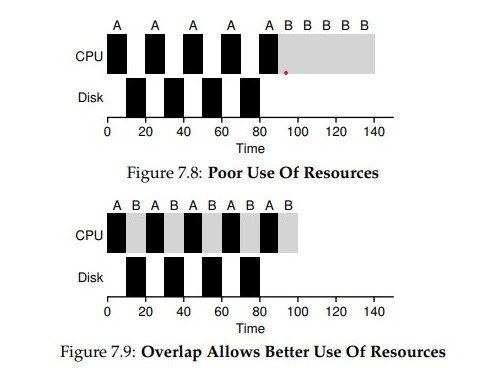 A A A A A B B B B B
CPU
Disk
0 20 40 60 80 100 120 140
Time
Figure 7.8: Poor Use Of Resources
A B A B A B A B A B
CPU
Disk
0 20 40 60 80 100 120 140
Time
Figure 7.9: Overlap Allows Better Use Of Resources